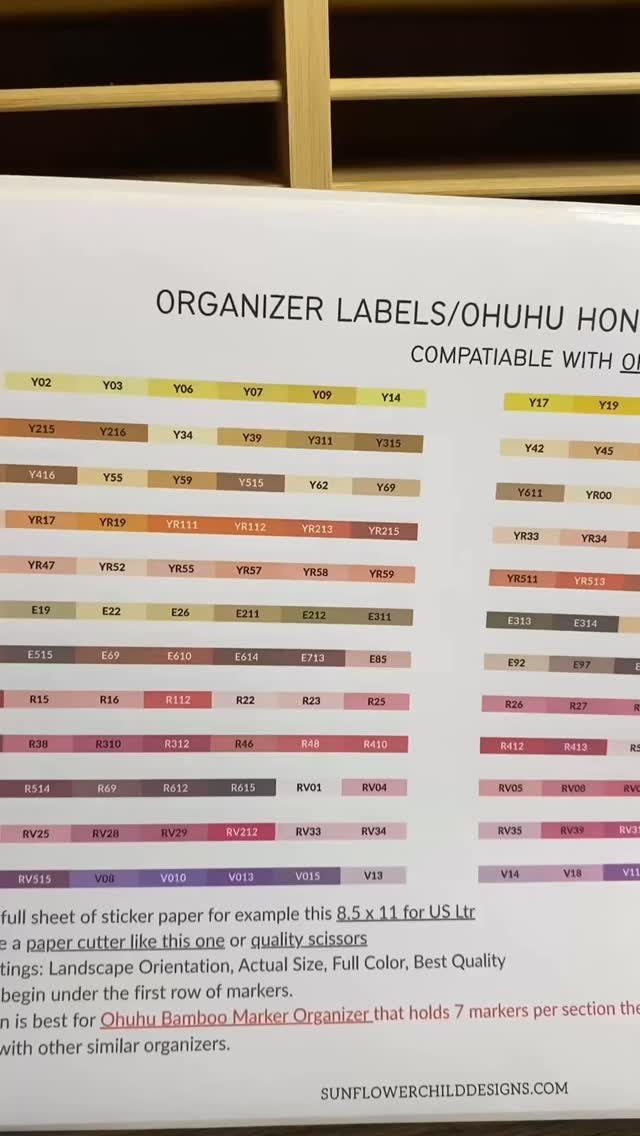 ORGANIZER LABELS/OHUHU HON
COMPATIABLE WITH
Y02 Y03 Y06 Y07 Y09 Y14 Y17 Y19
Y215 Y216 Y34 Y39 Y311 Y315 Y42 Y45
Y416 Y55 Y59 Y515 Y62 Y69 Y611 YR00
YR17 YR19 YR111 YR112 YR213 YR215 YR33 YR34
YR47 YR52 YR55 YR57 YR58 YR59 YR511 YR513
E19 E22 E26 E211 E212 E311 E313 E314
E515 E69 E610 E614 E713 E85 E92 E97
R15 R16 R112 R22 R23 R25 R26 R27
R38 R310 R312 R46 R48 R410 R412 R413
R514 R69 R612 R615 RV01 RV04 RV05 RV08
RV25 RV28 RV29 RV212 RV33 RV34 RV35 RV39
RV515 V08 V010 V013 V015 V13 V14 V18
full sheet of sticker paper for example this 8.5 x 11 for US Ltr
e a paper cutter like this one or quality scissors
tings: Landscape Orientation, Actual Size, Full Color, Best Quality
begin under the first row of markers.
n is best for Ohuhu Bamboo Marker Organizer that holds 7 markers per section the
with other similar organizers.
SUNFLOWERCHILDDESIGNS.COM